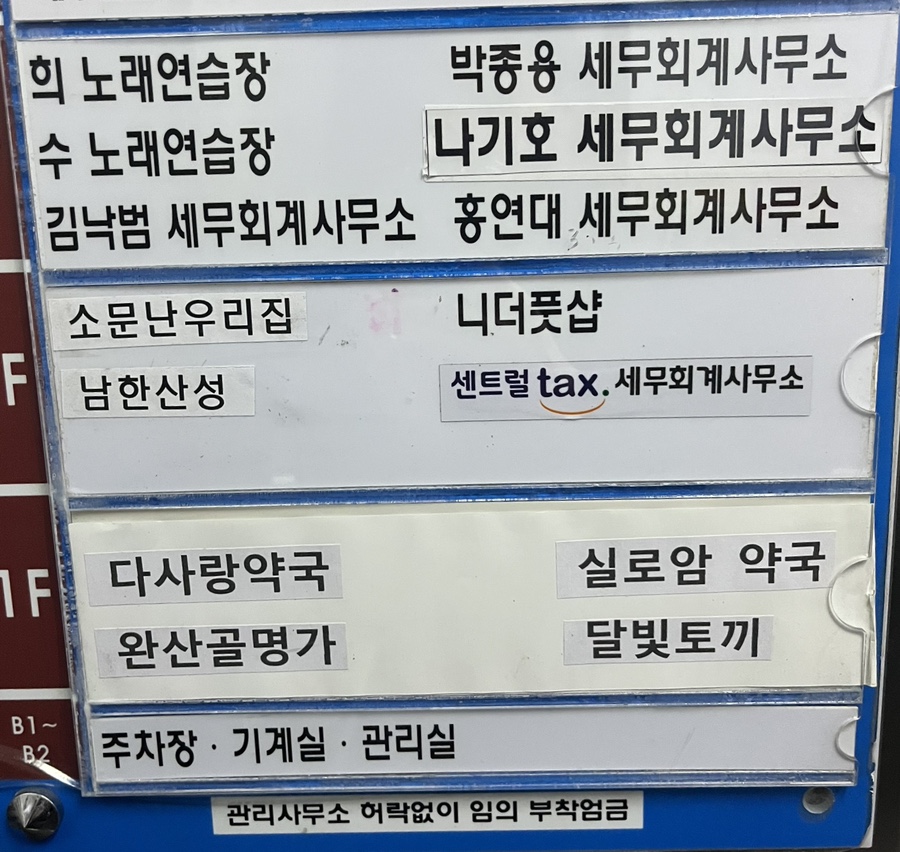 희 노래연습장 박종용 세무회계사무소
수 노래연습장 나기호 세무회계사무소
김낙범 세무회계사무소 홍연대 세무회계사무소
소문난우리집 니더풋샵
F
남한산성 센트럴 tax. 세무회계사무소
다사랑약국 실로암 약국
1F
완산골명가 달빛토끼
B1~
B2
주차장 · 기계실 · 관리실
관리사무소 허락없이 임의 부착엄금